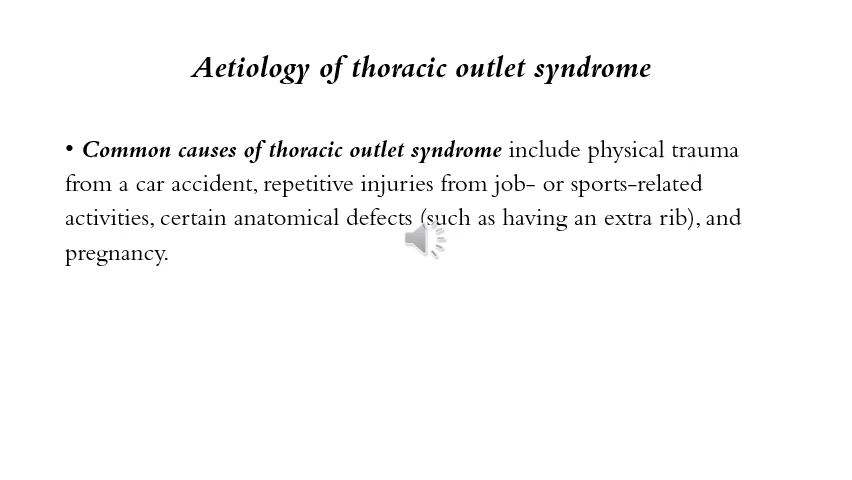 Aetiology of thoracic outlet syndrome
• Common causes of thoracic outlet syndrome include physical trauma
from a car accident, repetitive injuries from job- or sports-related
activities, certain anatomical defects (such as having an extra rib), and
pregnancy.